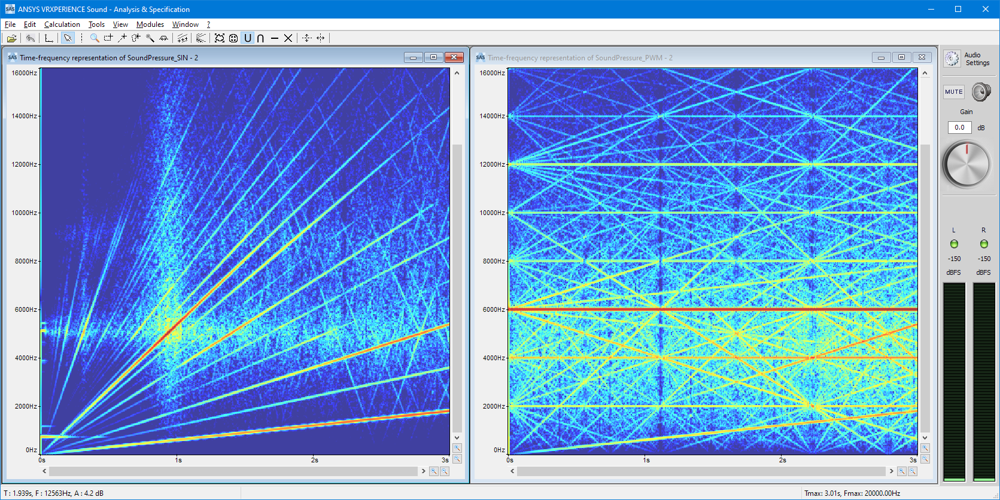 SAS ANSYS VRXPERIENCE Sound - Analysis & Specification
File Edit Calculation Tools View Modules Window ?
SAS Time-frequency representation of SoundPressure_SIN - 2
SAS Time-frequency representation of SoundPressure_PWM - 2
16000Hz
14000Hz
12000Hz
10000Hz
8000Hz
6000Hz
4000Hz
2000Hz
0Hz
0s 1s 2s 3s
16000Hz
14000Hz
12000Hz
10000Hz
8000Hz
6000Hz
4000Hz
2000Hz
0Hz
0s 1s 2s 3s
Audio
Settings
MUTE
Gain
0.0 dB
L R
-150 -150
dBFS dBFS
T : 1.939s, F : 12563Hz, A : 4.2 dB
Tmax: 3.01s, Fmax: 20000.00Hz